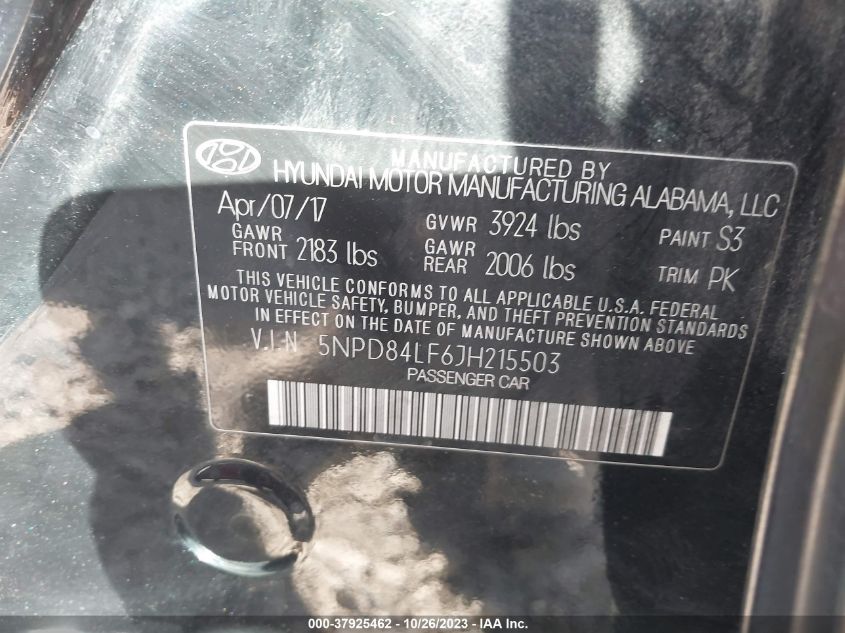 MANUFACTURED BY
HYUNDAI MOTOR MANUFACTURING ALABAMA, LLC
Apr/07/17 GVWR 3924 lbs PAINT S3
GAWR FRONT 2183 lbs GAWR REAR 2006 lbs TRIM PK
THIS VEHICLE CONFORMS TO ALL APPLICABLE U.S.A. FEDERAL
MOTOR VEHICLE SAFETY, BUMPER, AND THEFT PREVENTION STANDARDS
IN EFFECT ON THE DATE OF MANUFACTURE SHOWN ABOVE
V.I.N 5NPD84LF6JH215503
PASSENGER CAR
000-37925462 - 10/26/2023 - IAA Inc.